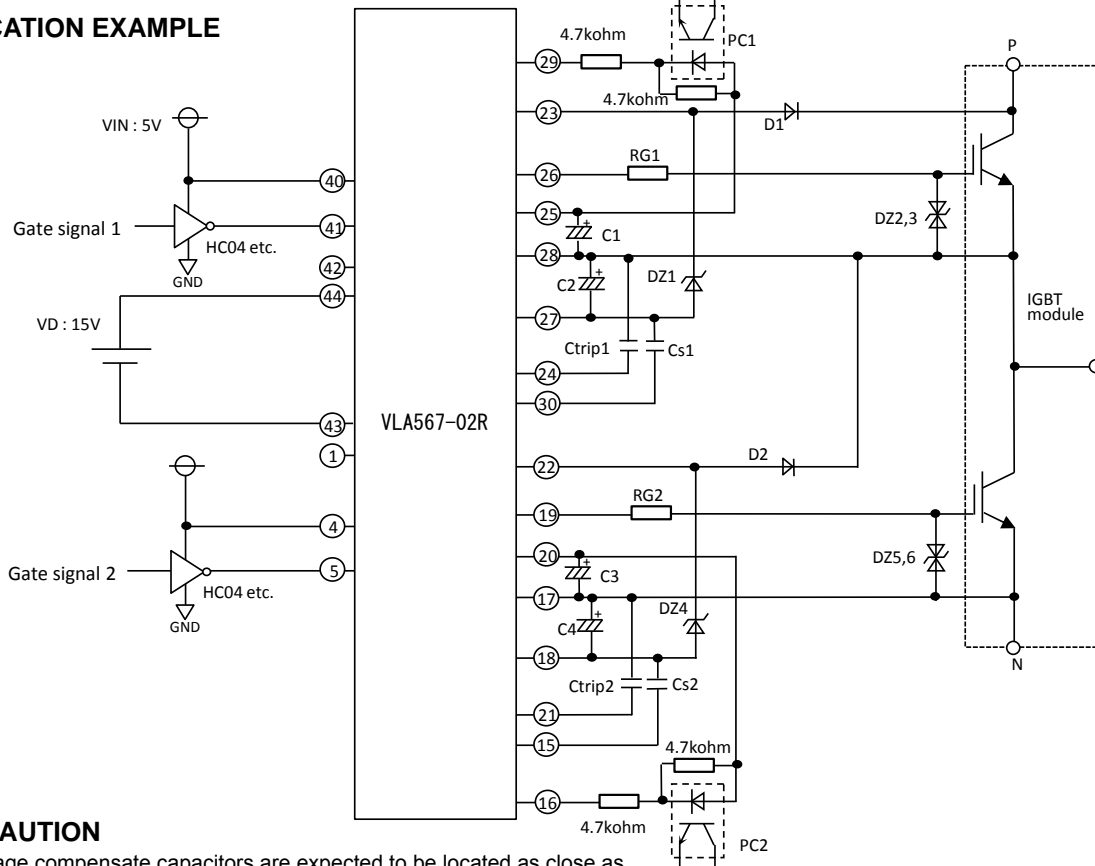 CATION EXAMPLE
4.7kohm
PC1
29
4.7kohm
P
23
D1
VIN : 5V
RG1
26
40
25
DZ2,3
Gate signal 1
41
C1
HC04 etc.
28
42
C2
DZ1
GND
44
IGBT
module
27
VD : 15V
Ctrip1
Cs1
24
30
VLA567-02R
43
1
D2
22
RG2
19
4
20
DZ5,6
Gate signal 2
5
C3
HC04 etc.
17
DZ4
C4
GND
18
N
Ctrip2
Cs2
21
15
4.7kohm
16
4.7kohm
PC2
AUTION
age compensate capacitors are expected to be located as close as